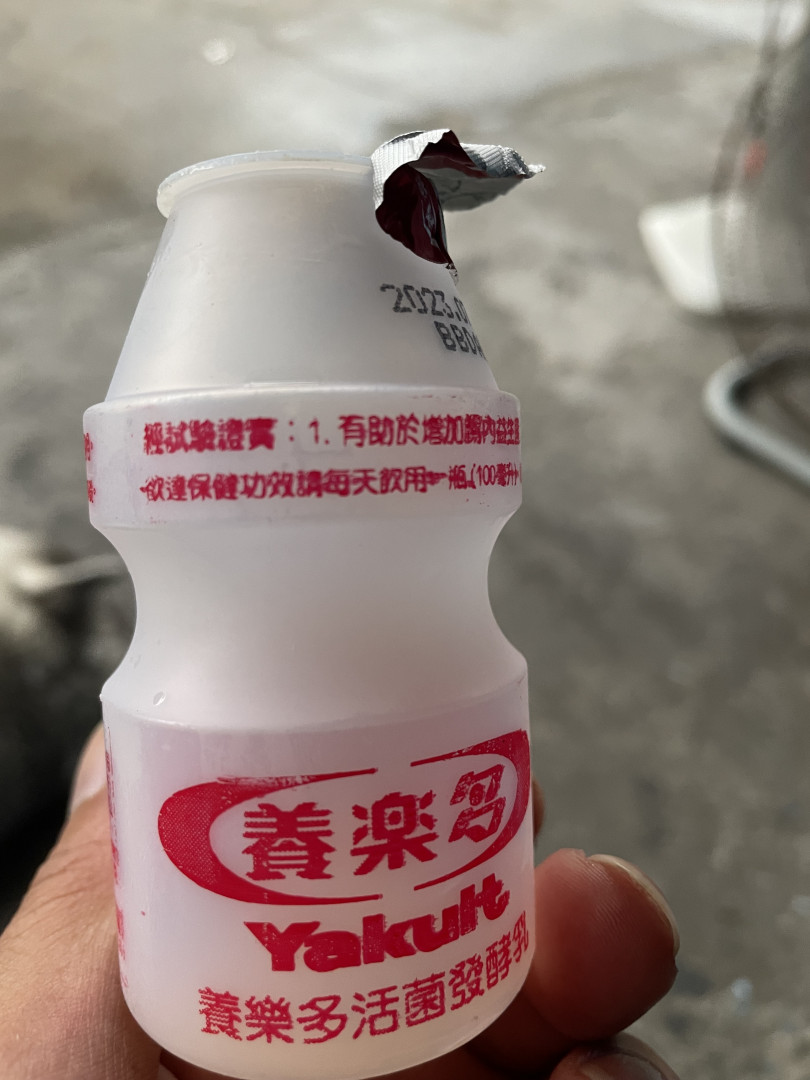 2023.0
BB0
經試驗證實：1. 有助於增加腸內益生
欲達保健功效請每天飲用一瓶(100毫升)
養楽多
Yakult
養樂多活菌發酵乳